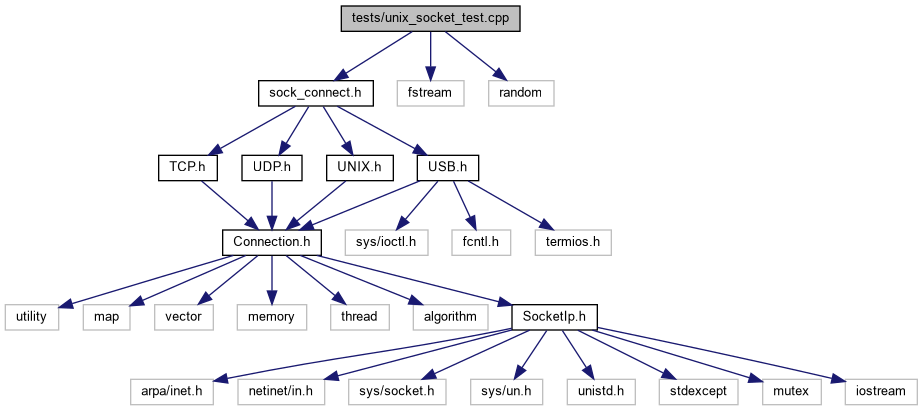 tests/unix_socket_test.cpp
sock_connect.h
fstream
random
TCP.h
UDP.h
UNIX.h
USB.h
Connection.h
sys/ioctl.h
fcntl.h
termios.h
utility
map
vector
memory
thread
algorithm
SocketIp.h
arpa/inet.h
netinet/in.h
sys/socket.h
sys/un.h
unistd.h
stdexcept
mutex
iostream